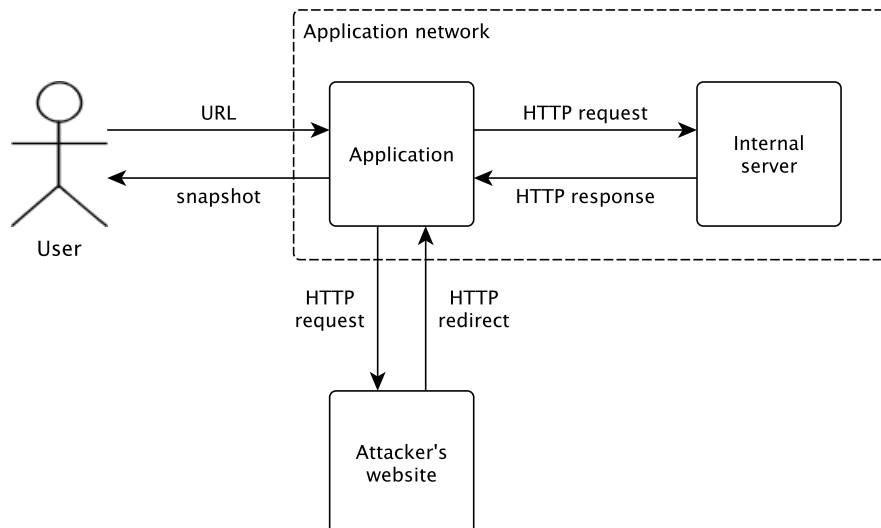 Application network
URL
HTTP request
Application
Internal
server
snapshot
HTTP response
User
HTTP
request
HTTP
redirect
Attacker's
website